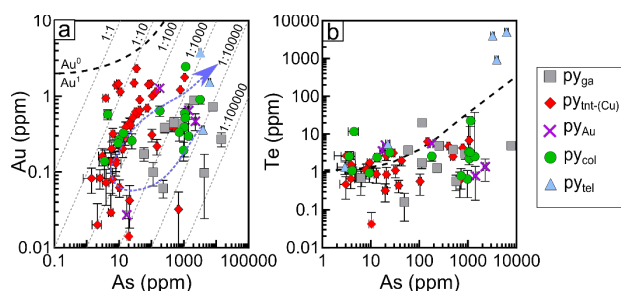 a
1:1
1:10
1:100
1:1000
1:10000
1:100000
Au⁰
Au¹
10
1
0.1
0.01
Au (ppm)
0.1
1
10
100
1000
10000
100000
As (ppm)
b
10000
1000
100
10
1
0.1
0.01
Te (ppm)
1
10
100
1000
10000
As (ppm)
py_ga
py_tnt-(Cu)
py_Au
py_col
py_tel